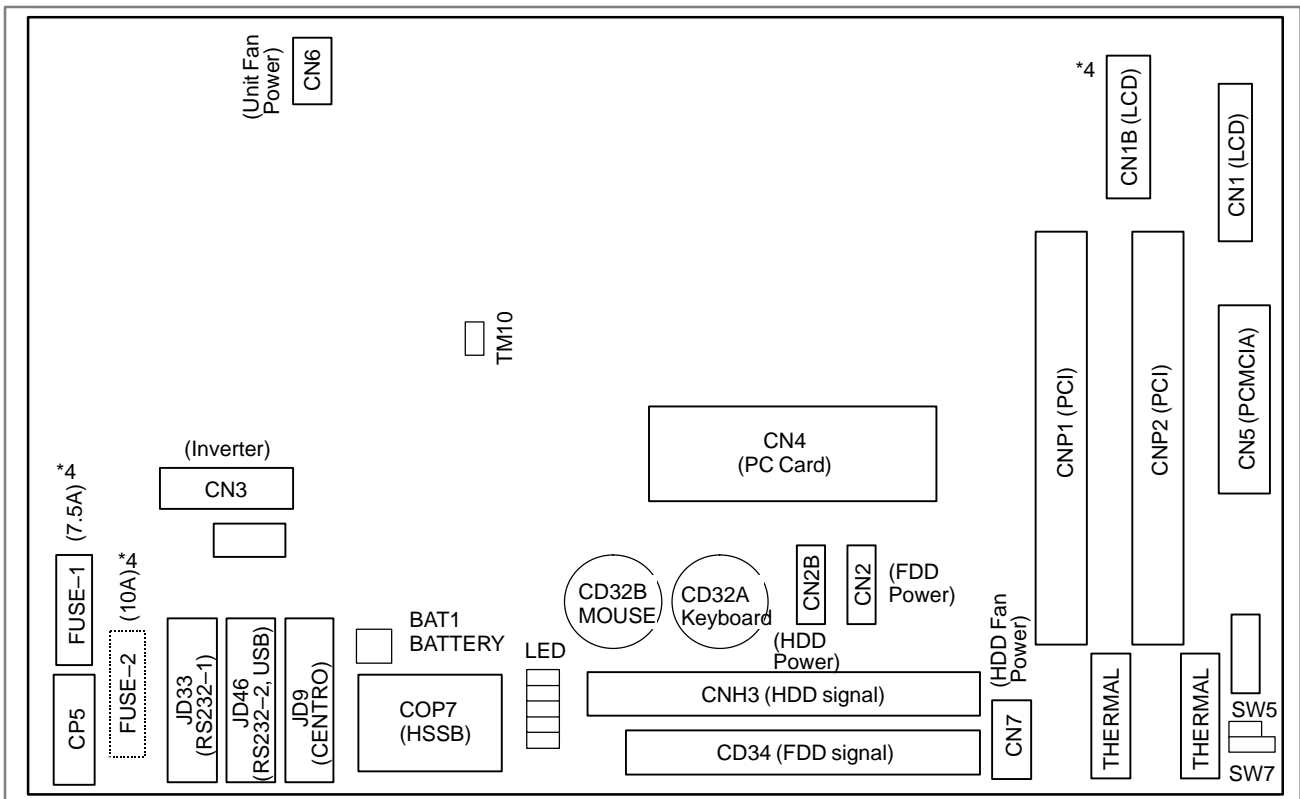 (Unit Fan
Power)
CN6
*4
CN1B (LCD)
CN1 (LCD)
TM10
CNP1 (PCI)
CNP2 (PCI)
CN5 (PCMCIA)
CN4
(PC Card)
(Inverter)
CN3
(7.5A)
*4
FUSE–1
(10A)
*4
FUSE–2
CP5
JD33
(RS232–1)
JD46
(RS232–2, USB)
JD9
(CENTRO)
BAT1
BATTERY
COP7
(HSSB)
LED
CD32B
MOUSE
CD32A
Keyboard
CN2B
(HDD
Power)
CN2
(FDD
Power)
(HDD Fan
Power)
CNH3 (HDD signal)
CD34 (FDD signal)
CN7
THERMAL
THERMAL
SW5
SW7